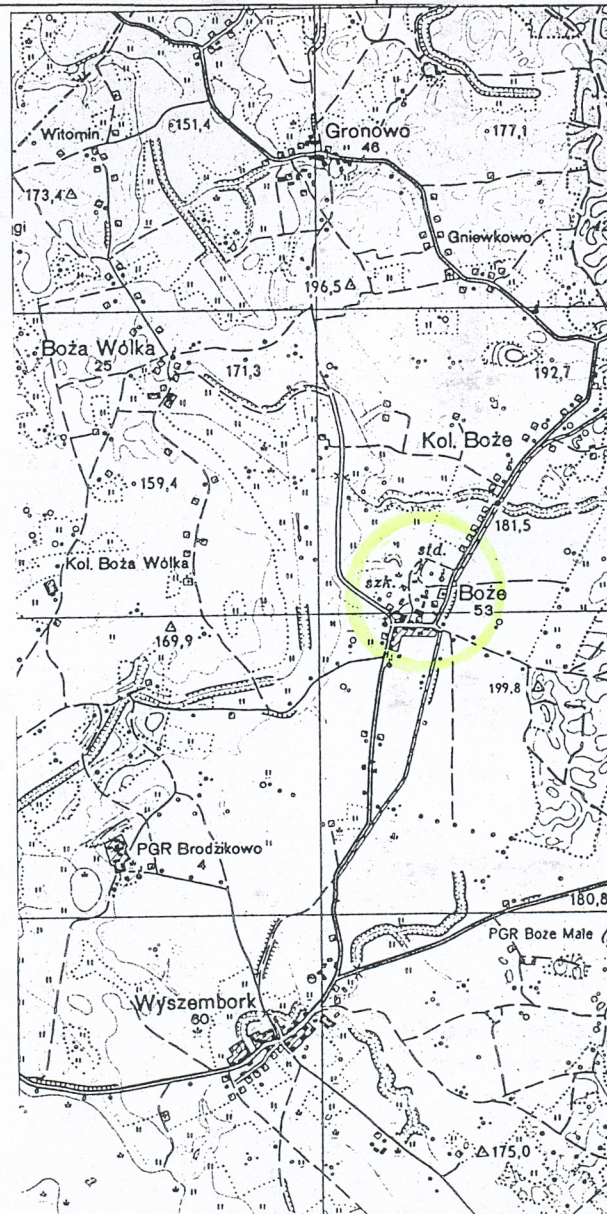 170
Witomin
151,4
Gronowo
46
177,1
173,4
gi
Gniewkowo
196,5
Boża Wólka
25
171,3
192,7
Kol. Boże
159,4
181,5
std.
Kol. Boża Wólka
szk.
Boże
53
169,9
199,8
PGR Brodzikowo
4
180,8
PGR Boże Małe
Wyszembork
60
175,0